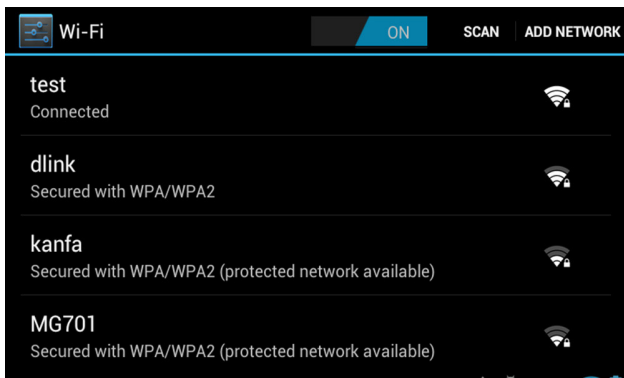 Wi-Fi ON SCAN ADD NETWORK
test
Connected
dlink
Secured with WPA/WPA2
kanfa
Secured with WPA/WPA2 (protected network available)
MG701
Secured with WPA/WPA2 (protected network available)